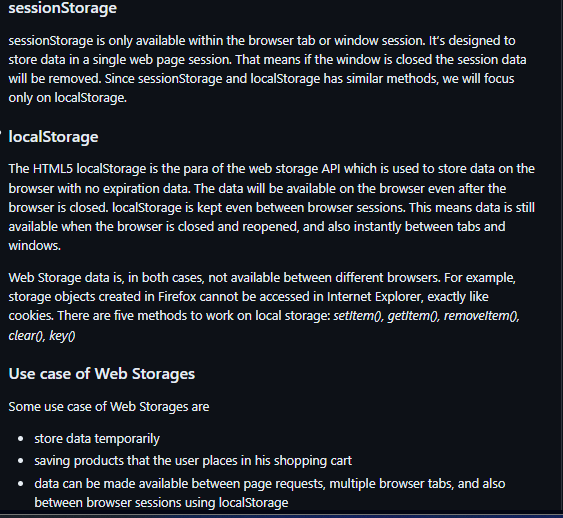 sessionStorage
sessionStorage is only available within the browser tab or window session. It's designed to
store data in a single web page session. That means if the window is closed the session data
will be removed. Since sessionStorage and localStorage has similar methods, we will focus
only on localStorage.
localStorage
The HTML5 localStorage is the para of the web storage API which is used to store data on the
browser with no expiration data. The data will be available on the browser even after the
browser is closed. localStorage is kept even between browser sessions. This means data is still
available when the browser is closed and reopened, and also instantly between tabs and
windows.
Web Storage data is, in both cases, not available between different browsers. For example,
storage objects created in Firefox cannot be accessed in Internet Explorer, exactly like
cookies. There are five methods to work on local storage: setItem(), getItem(), removeItem(),
clear(), key()
Use case of Web Storages
Some use case of Web Storages are
• store data temporarily
• saving products that the user places in his shopping cart
• data can be made available between page requests, multiple browser tabs, and also
between browser sessions using localStorage